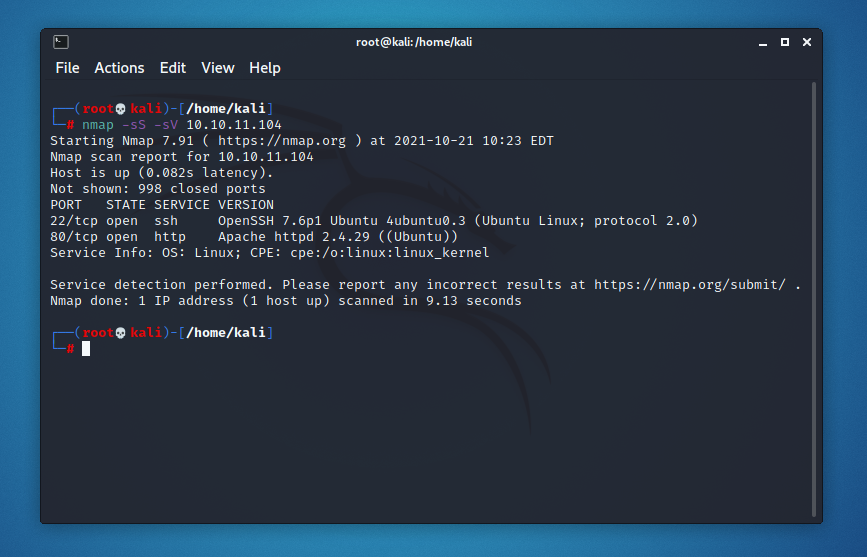 root@kali:/home/kali
File Actions Edit View Help
┌──(root💀kali)-[/home/kali]
└─# nmap -sS -sV 10.10.11.104
Starting Nmap 7.91 ( https://nmap.org ) at 2021-10-21 10:23 EDT
Nmap scan report for 10.10.11.104
Host is up (0.082s latency).
Not shown: 998 closed ports
PORT   STATE SERVICE VERSION
22/tcp open  ssh     OpenSSH 7.6p1 Ubuntu 4ubuntu0.3 (Ubuntu Linux; protocol 2.0)
80/tcp open  http    Apache httpd 2.4.29 ((Ubuntu))
Service Info: OS: Linux; CPE: cpe:/o:linux:linux_kernel
Service detection performed. Please report any incorrect results at https://nmap.org/submit/ .
Nmap done: 1 IP address (1 host up) scanned in 9.13 seconds
┌──(root💀kali)-[/home/kali]
└─#